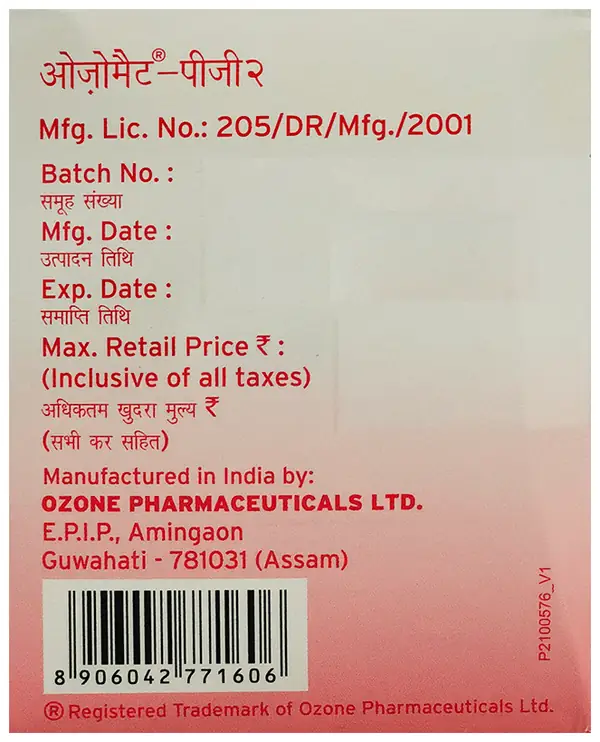 ओज़ोमैट®-पीजी२
Mfg. Lic. No.: 205/DR/Mfg./2001
Batch No. :
समूह संख्या
Mfg. Date :
उत्पादन तिथि
Exp. Date :
समाप्ति तिथि
Max. Retail Price ₹ :
(Inclusive of all taxes)
अधिकतम खुदरा मुल्य ₹
(सभी कर सहित)
Manufactured in India by:
OZONE PHARMACEUTICALS LTD.
E.P.I.P., Amingaon
Guwahati - 781031 (Assam)
8 906042 771606
P2100576_V1
® Registered Trademark of Ozone Pharmaceuticals Ltd.